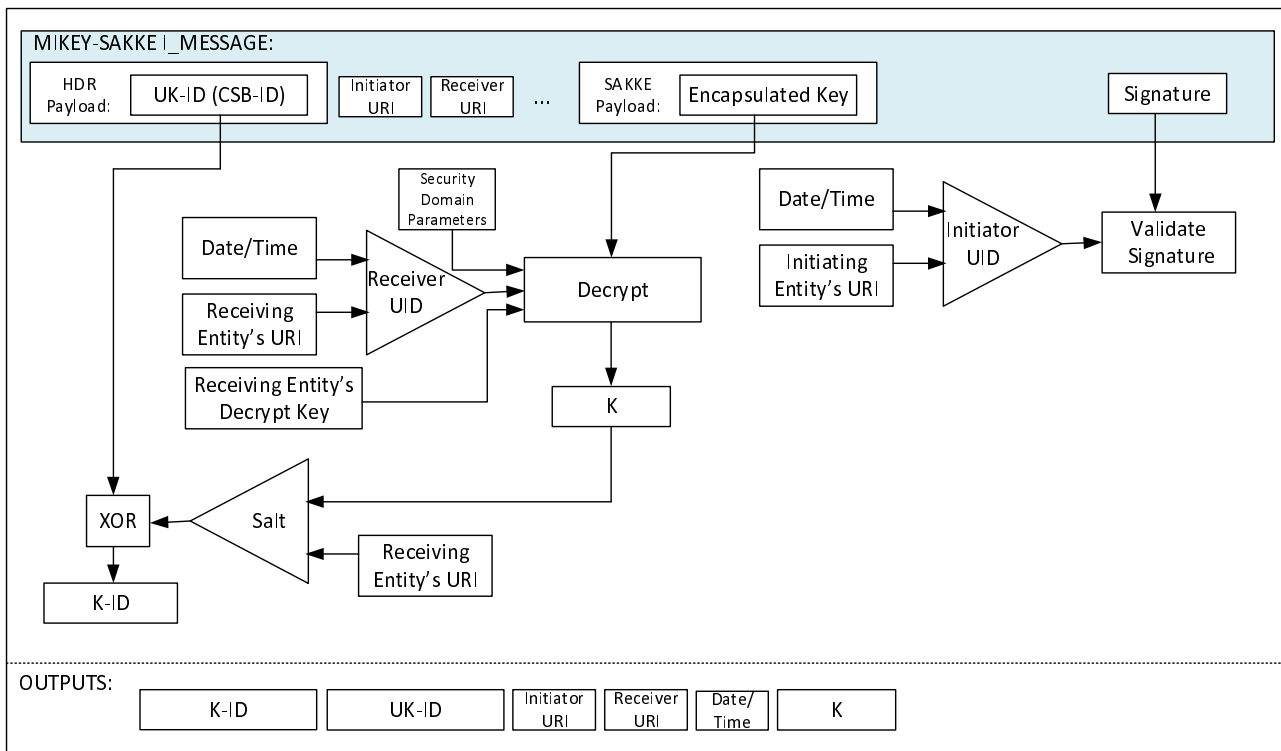 MIKEY-SAKKE I_MESSAGE:
HDR
Payload:
UK-ID (CSB-ID)
Initiator
URI
Receiver
URI
...
SAKKE
Payload:
Encapsulated Key
Signature
Security
Domain
Parameters
Date/Time
Receiving
Entity's URI
Receiver
UID
Receiving Entity's
Decrypt Key
Decrypt
K
Date/Time
Initiating
Entity's URI
Initiator
UID
Validate
Signature
XOR
Salt
Receiving
Entity's URI
K-ID
OUTPUTS:
K-ID
UK-ID
Initiator
URI
Receiver
URI
Date/
Time
K